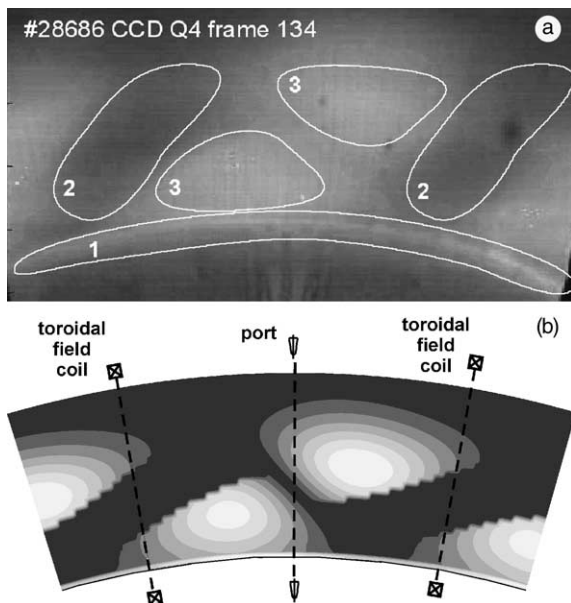 #28686 CCD Q4 frame 134
a
3
2
3
2
1
(b)
toroidal
field
coil
port
toroidal
field
coil